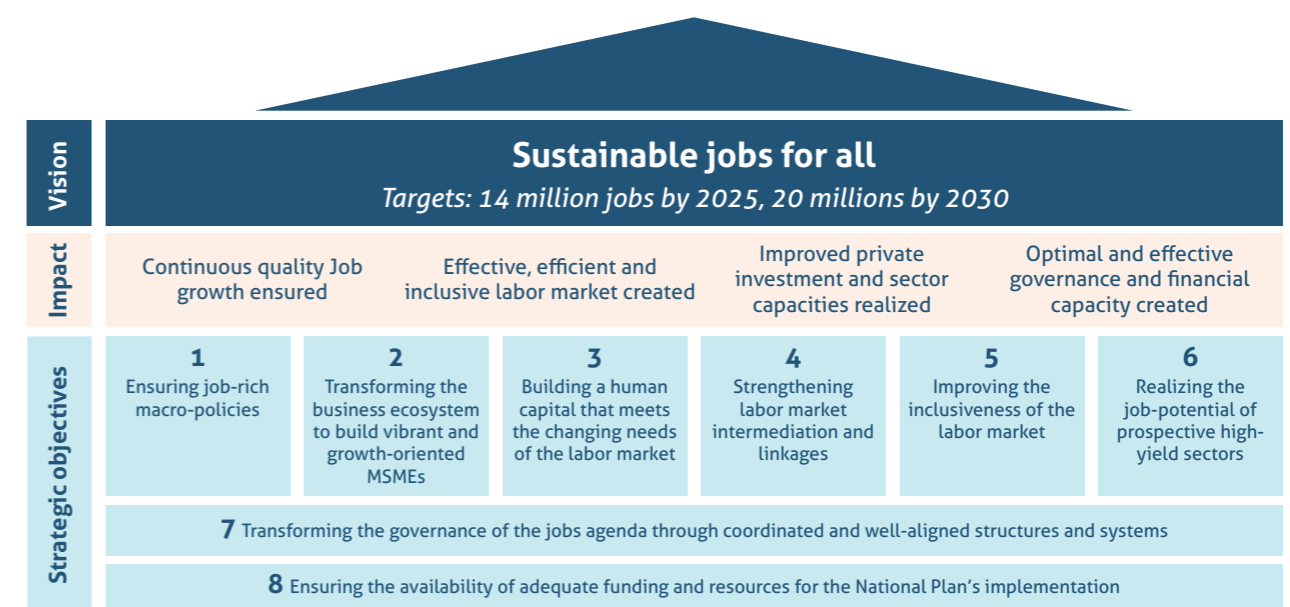 Vision
Sustainable jobs for all
Targets: 14 million jobs by 2025, 20 millions by 2030
Impact
Continuous quality Job
growth ensured
Effective, efficient and
inclusive labor market created
Improved private
investment and sector
capacities realized
Optimal and effective
governance and financial
capacity created
Strategic objectives
1
Ensuring job-rich
macro-policies
2
Transforming the
business ecosystem
to build vibrant and
growth-oriented
MSMEs
3
Building a human
capital that meets
the changing needs
of the labor market
4
Strengthening
labor market
intermediation and
linkages
5
Improving the
inclusiveness of the
labor market
6
Realizing the
job-potential of
prospective high-
yield sectors
7 Transforming the governance of the jobs agenda through coordinated and well-aligned structures and systems
8 Ensuring the availability of adequate funding and resources for the National Plan’s implementation